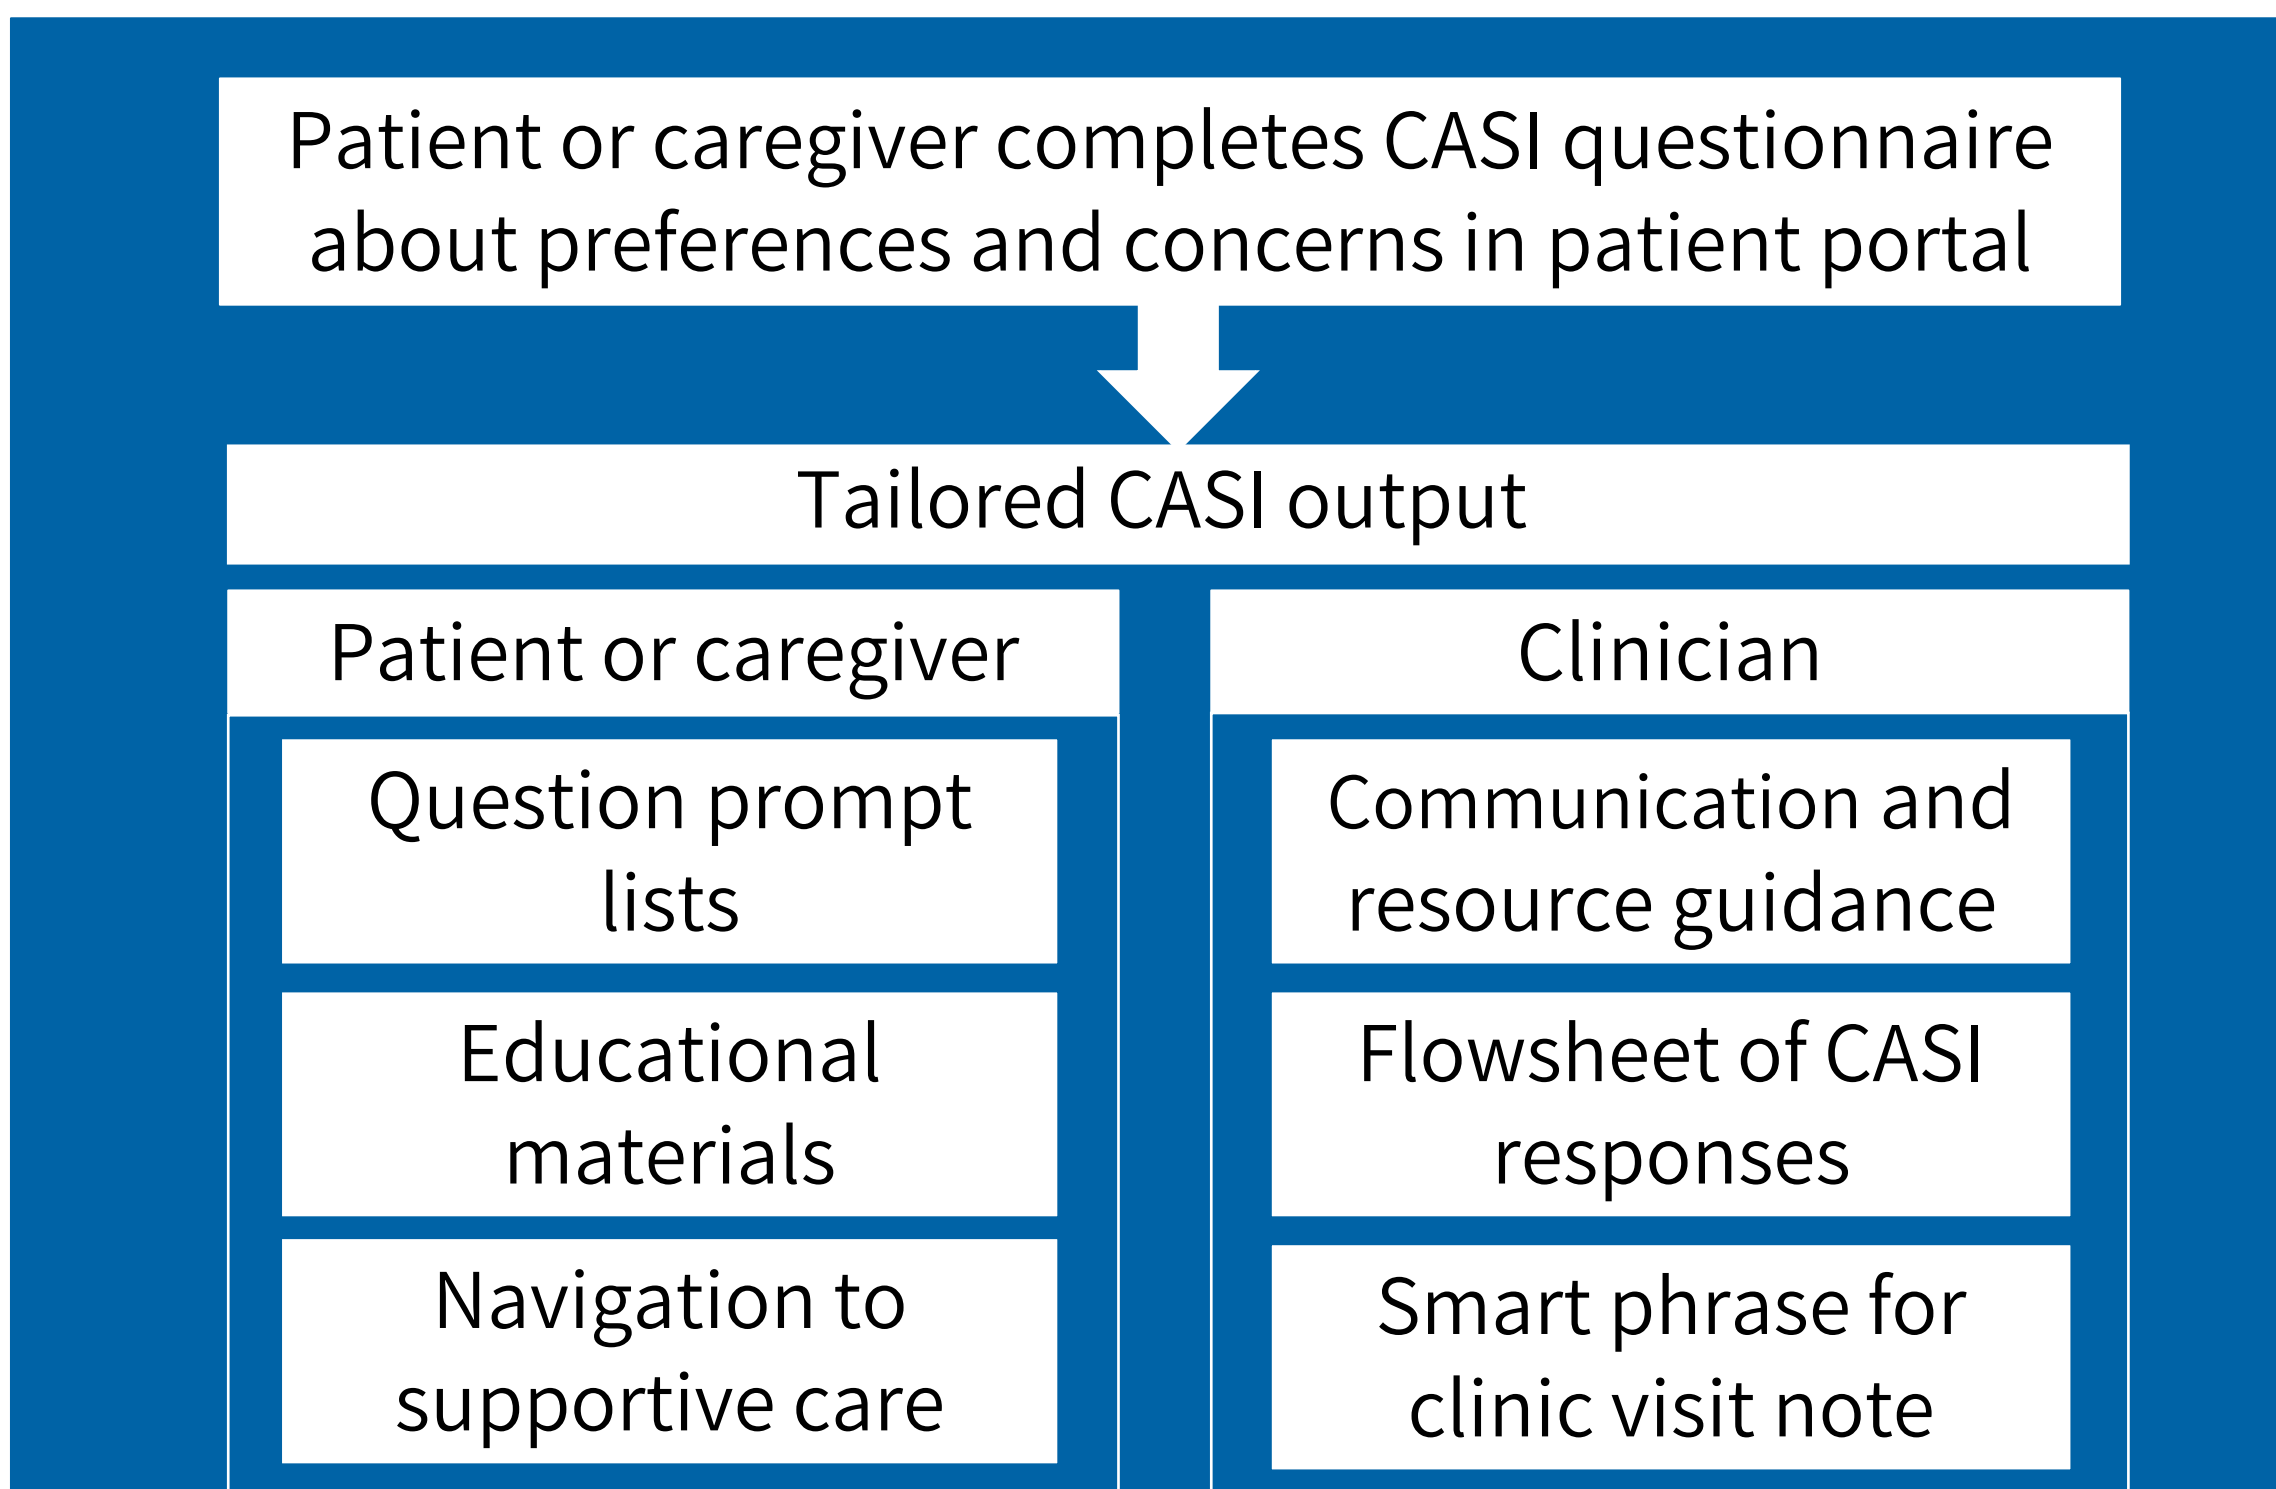 Patient or caregiver completes CASI questionnaire
about preferences and concerns in patient portal
Tailored CASI output
Patient or caregiver
Question prompt
lists
Educational
materials
Navigation to
supportive care
Clinician
Communication and
resource guidance
Flowsheet of CASI
responses
Smart phrase for
clinic visit note